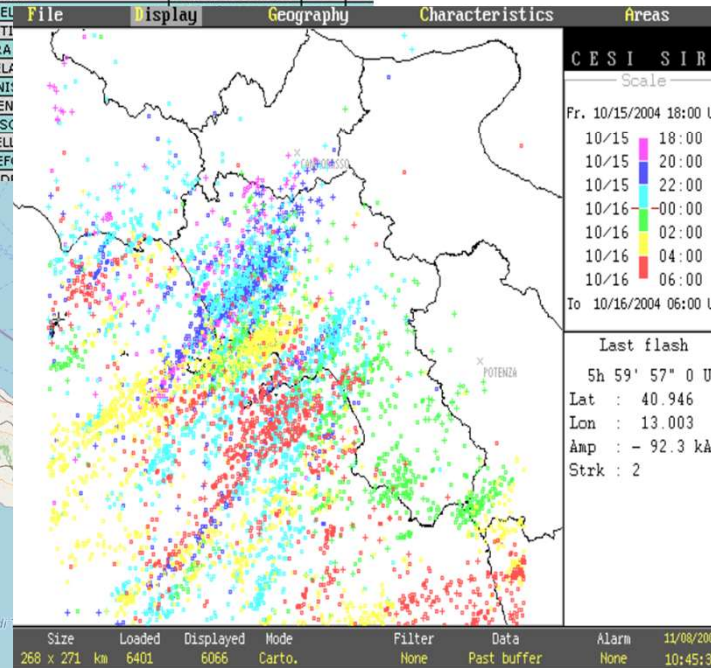 File Display Geography Characteristics Areas
CESI SIR
Scale
Fr. 10/15/2004 18:00 U
10/15 18:00
10/15 20:00
10/15 22:00
10/16 00:00
10/16 02:00
10/16 04:00
10/16 06:00
To 10/16/2004 06:00 U
CAMPOBASSO
POTENZA
Last flash
5h 59' 57" 0 U
Lat : 40.946
Lon : 13.003
Amp : - 92.3 kA
Strk : 2
Size Loaded Displayed Mode Filter Data Alarm 11/08/200
268 x 271 km 6401 6066 Carto. None Past buffer None 10:45:3